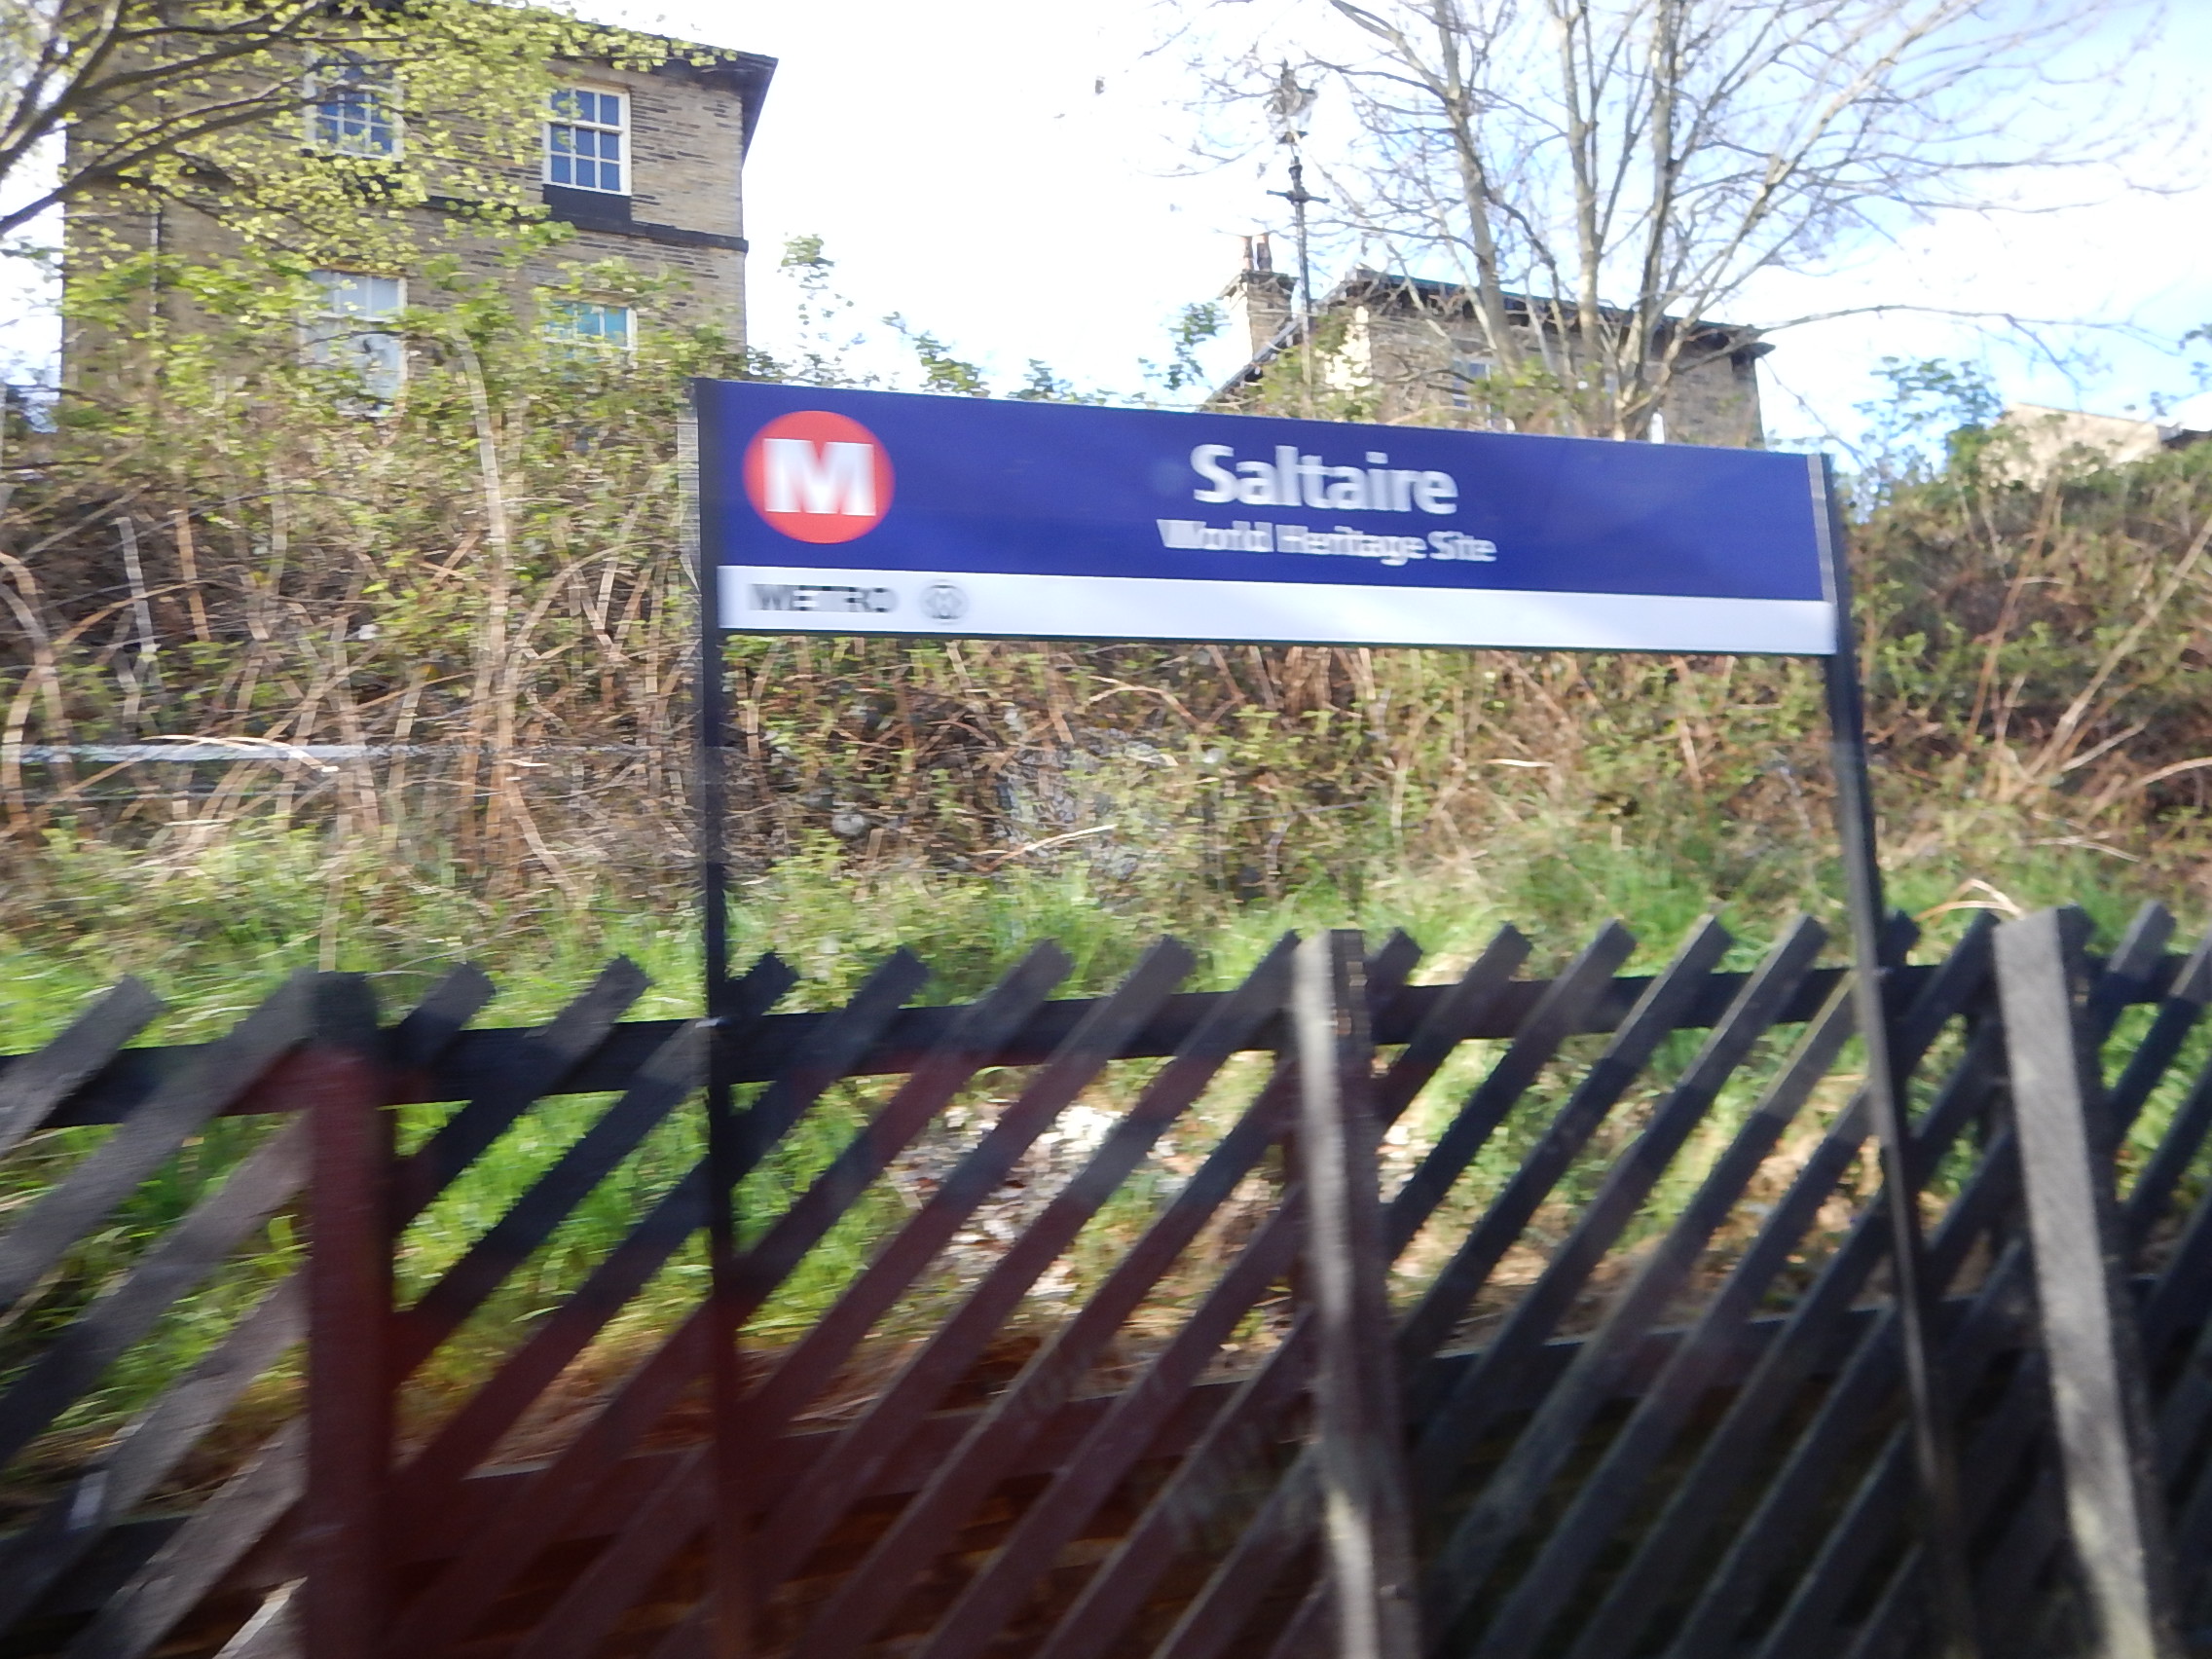 M
Saltaire
World Heritage Site
METRO